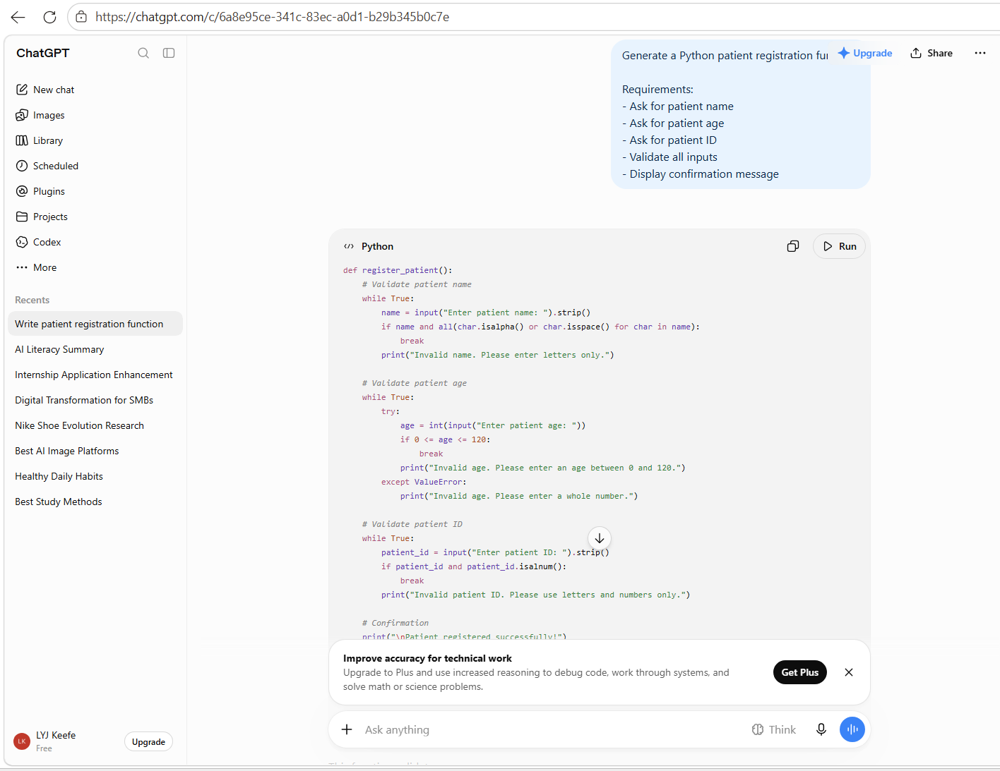 https://chatgpt.com/c/6a8e95ce-341c-83ec-a0d1-b29b345b0c7e
ChatGPT
New chat
Images
Library
Scheduled
Plugins
Projects
Codex
More
Recents
Write patient registration function
AI Literacy Summary
Internship Application Enhancement
Digital Transformation for SMBs
Nike Shoe Evolution Research
Best AI Image Platforms
Healthy Daily Habits
Best Study Methods
LK
LYJ Keefe
Free
Upgrade
Generate a Python patient registration fur
Upgrade
Share
Requirements:
- Ask for patient name
- Ask for patient age
- Ask for patient ID
- Validate all inputs
- Display confirmation message
Python
Run
def register_patient():
    # Validate patient name
    while True:
        name = input("Enter patient name: ").strip()
        if name and all(char.isalpha() or char.isspace() for char in name):
            break
        print("Invalid name. Please enter letters only.")
    # Validate patient age
    while True:
        try:
            age = int(input("Enter patient age: "))
            if 0 <= age <= 120:
                break
            print("Invalid age. Please enter an age between 0 and 120.")
        except ValueError:
            print("Invalid age. Please enter a whole number.")
    # Validate patient ID
    while True:
        patient_id = input("Enter patient ID: ").strip()
        if patient_id and patient_id.isalnum():
            break
        print("Invalid patient ID. Please use letters and numbers only.")
    # Confirmation
    print("\nPatient registered successfully!")
Improve accuracy for technical work
Upgrade to Plus and use increased reasoning to debug code, work through systems, and
solve math or science problems.
Get Plus
Ask anything
Think